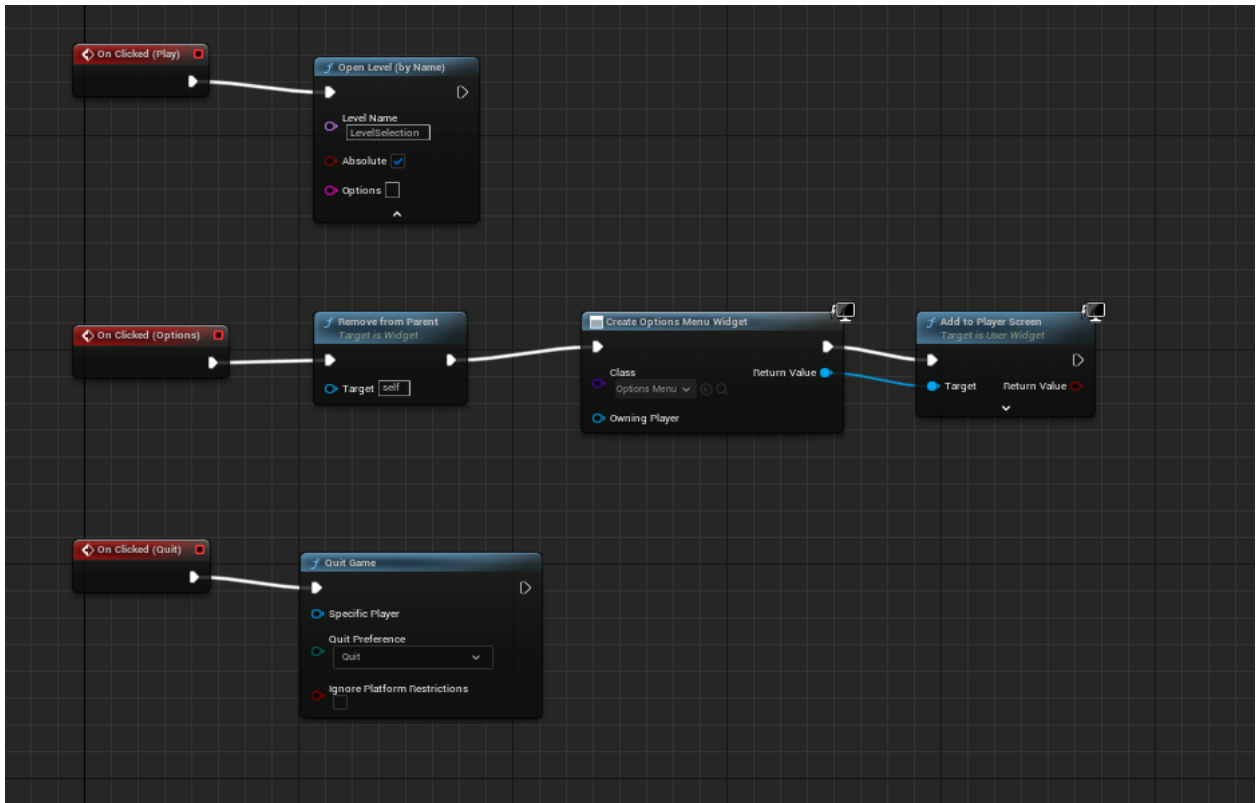 On Clicked (Play)
Open Level (by Name)
Level Name
LevelSelection
Absolute
Options
On Clicked (Options)
Remove from Parent
Target is Widget
Target self
Create Options Menu Widget
Class
Return Value
Options Menu
Owning Player
Add to Player Screen
Target is User Widget
Target Return Value
On Clicked (Quit)
Quit Game
Specific Player
Quit Preference
Quit
Ignore Platform Restrictions